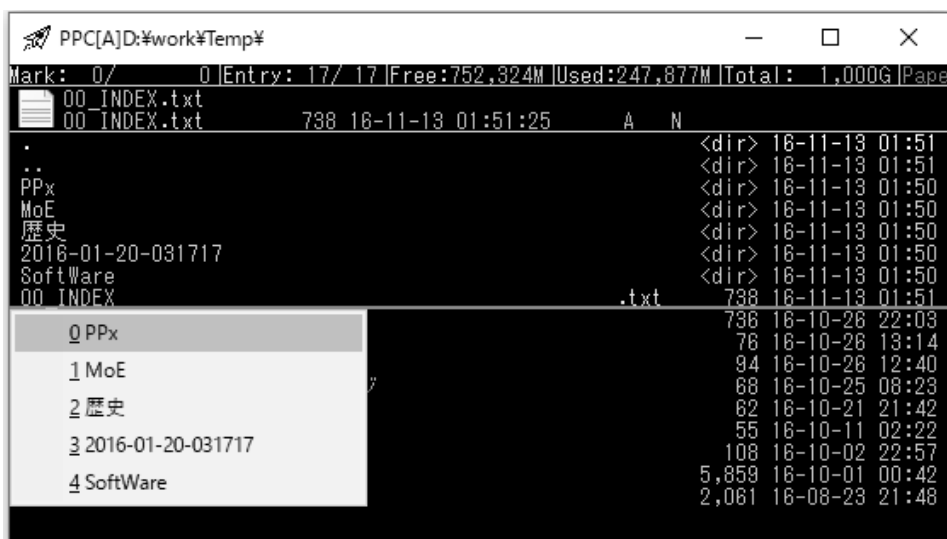 PPC[A]D:¥work¥Temp¥
Mark: 0/ 0 Entry: 17/ 17 Free:752,324M Used:247,877M Total: 1,000G Pape
00_INDEX.txt
00_INDEX.txt 738 16-11-13 01:51:25 A N
. <dir> 16-11-13 01:51
.. <dir> 16-11-13 01:51
PPx <dir> 16-11-13 01:50
MoE <dir> 16-11-13 01:50
歴史 <dir> 16-11-13 01:50
2016-01-20-031717 <dir> 16-11-13 01:50
SoftWare <dir> 16-11-13 01:50
00_INDEX .txt 738 16-11-13 01:51
736 16-10-26 22:03
76 16-10-26 13:14
94 16-10-26 12:40
68 16-10-25 08:23
62 16-10-21 21:42
55 16-10-11 02:22
108 16-10-02 22:57
5,859 16-10-01 00:42
2,061 16-08-23 21:48
0 PPx
1 MoE
2 歴史
3 2016-01-20-031717
4 SoftWare